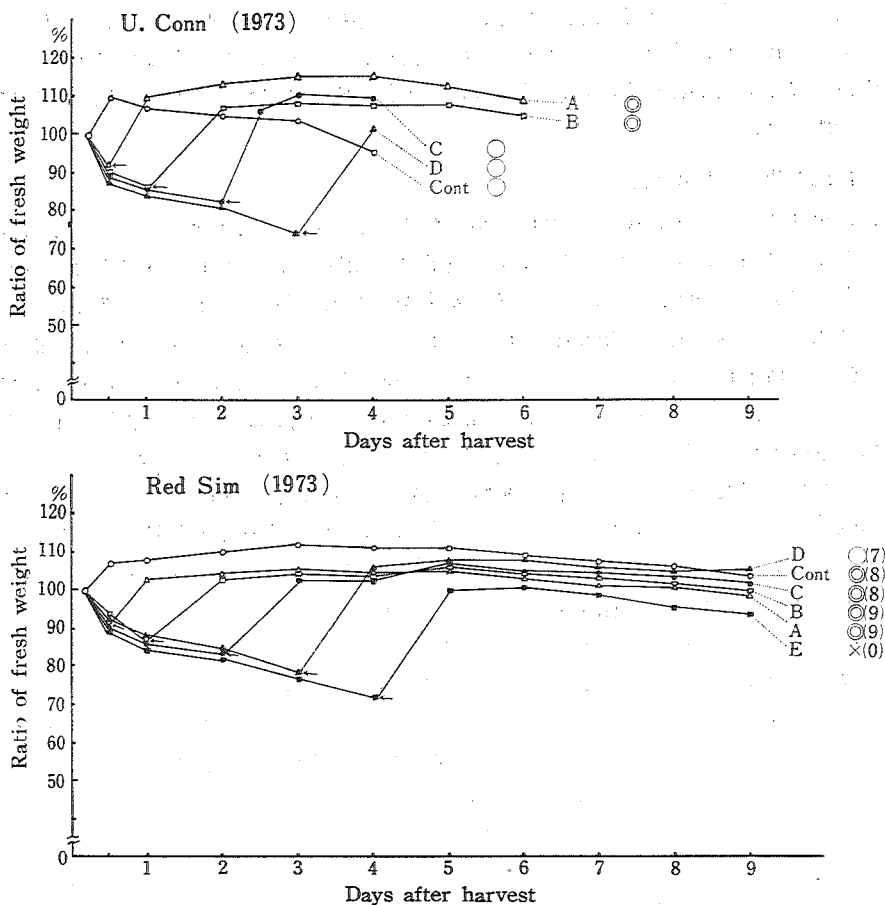 U. Conn (1973)
%
120
110
100
90
80
70
60
50
0
Ratio of fresh weight
1 2 3 4 5 6 7 8 9
Days after harvest
A ◎
B ◎
C ○
D ○
Cont ○
Red Sim (1973)
%
120
110
100
90
80
70
60
50
0
Ratio of fresh weight
1 2 3 4 5 6 7 8 9
Days after harvest
D ○(7)
Cont ◎(8)
C ◎(8)
B ◎(9)
A ◎(9)
E ×(0)